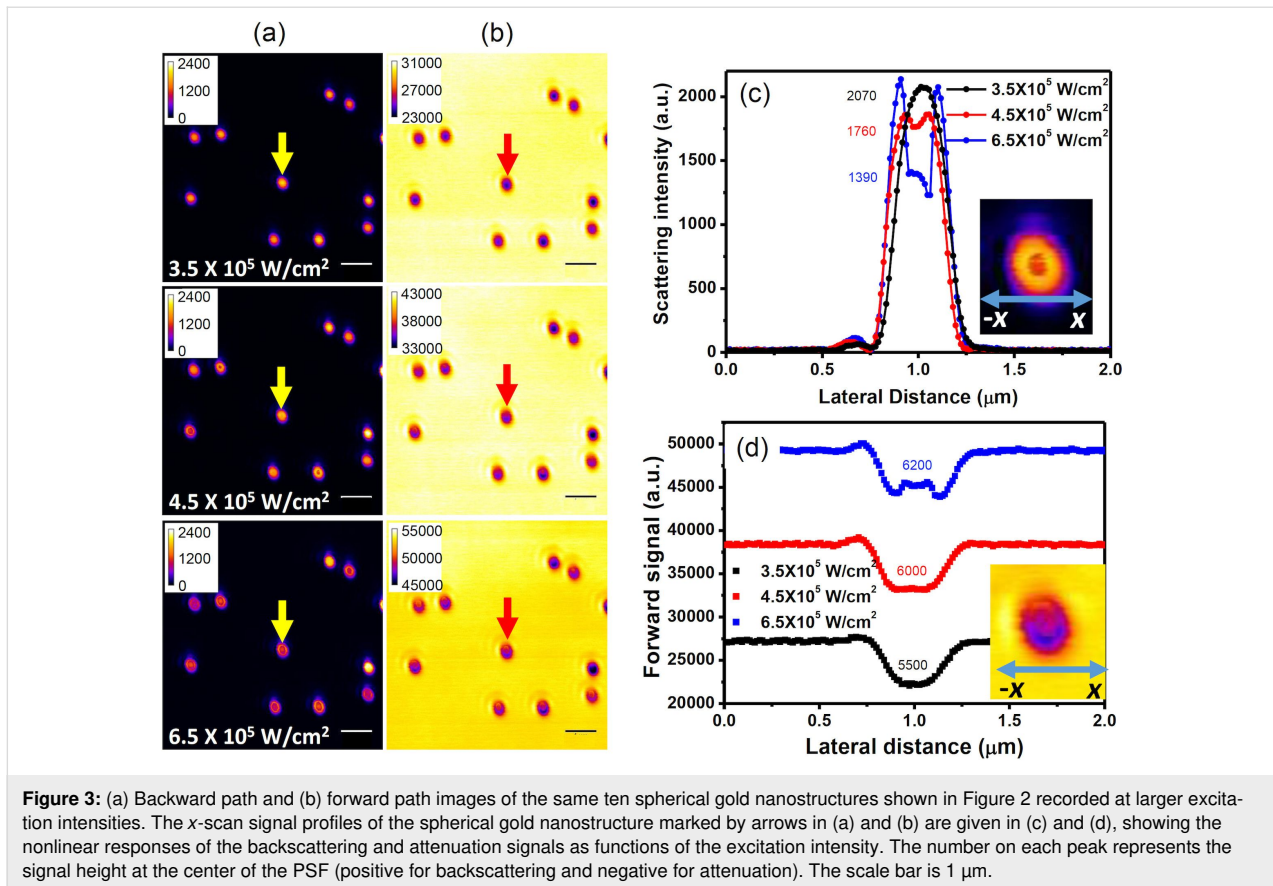 (a)
(b)
2400
1200
0
3.5 X 10⁵ W/cm²
31000
27000
23000
2400
1200
0
4.5 X 10⁵ W/cm²
43000
38000
33000
2400
1200
0
6.5 X 10⁵ W/cm²
55000
50000
45000
(c)
Scattering intensity (a.u.)
2000
1500
1000
500
0
2070
1760
1390
3.5X10⁵ W/cm²
4.5X10⁵ W/cm²
6.5X10⁵ W/cm²
-x x
0.0 0.5 1.0 1.5 2.0
Lateral Distance (μm)
(d)
Forward signal (a.u.)
50000
45000
40000
35000
30000
25000
20000
6200
6000
5500
3.5X10⁵ W/cm²
4.5X10⁵ W/cm²
6.5X10⁵ W/cm²
-x x
0.0 0.5 1.0 1.5 2.0
Lateral distance (μm)
Figure 3: (a) Backward path and (b) forward path images of the same ten spherical gold nanostructures shown in Figure 2 recorded at larger excita-
tion intensities. The x-scan signal profiles of the spherical gold nanostructure marked by arrows in (a) and (b) are given in (c) and (d), showing the
nonlinear responses of the backscattering and attenuation signals as functions of the excitation intensity. The number on each peak represents the
signal height at the center of the PSF (positive for backscattering and negative for attenuation). The scale bar is 1 μm.